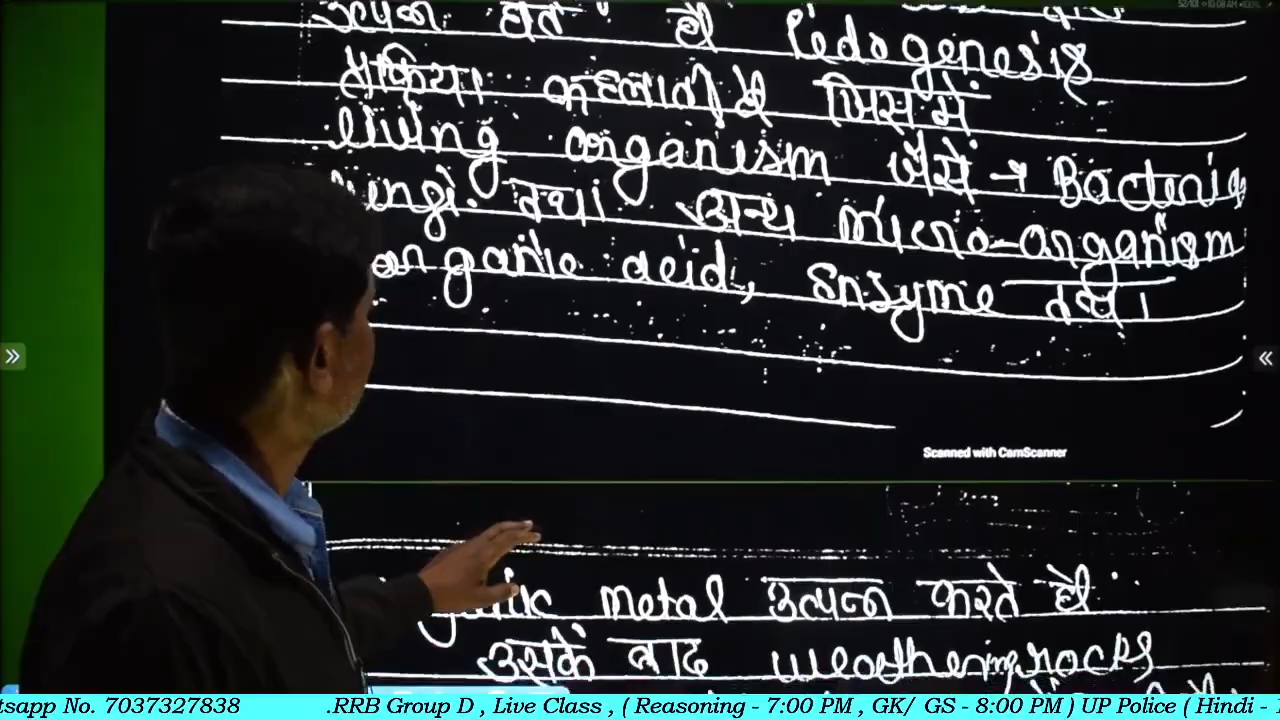 उत्पन्न होते है Pedogenesis
प्रक्रिया कहलाती है जिस में
living organism जैसे → Bacteria,
fungi तथा अन्य micro-organism
organic acid, Enzyme तथा
Scanned with CamScanner
metal उत्पन्न करते है
उसके बाद weathering rocks
tsapp No. 7037327838 .RRB Group D , Live Class , ( Reasoning - 7:00 PM , GK/ GS - 8:00 PM ) UP Police ( Hindi -